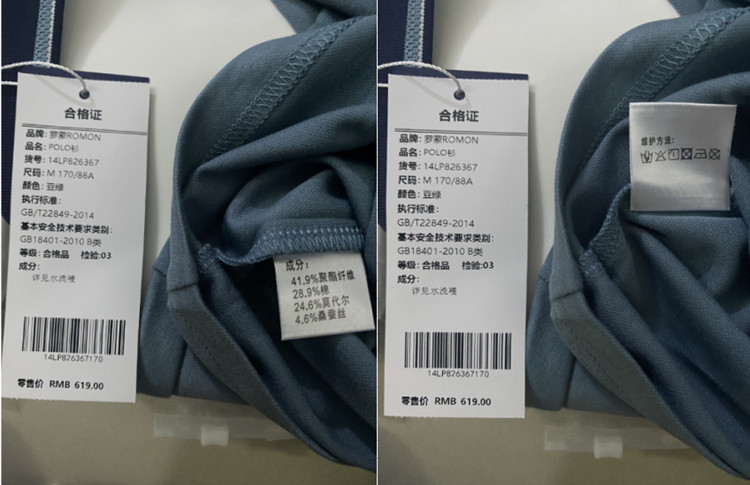 合格证
品牌: 罗蒙ROMON
品名: POLO衫
货号: 14LP826367
尺码: M 170/88A
颜色: 豆绿
执行标准:
GB/T22849-2014
基本安全技术要求类别:
GB18401-2010 B类
等级: 合格品 检验: 03
成分:
详见水洗唛
14LP826367170
零售价 RMB 619.00
成分:
41.9%聚酯纤维
28.9%棉
24.6%莫代尔
4.6%桑蚕丝
合格证
品牌: 罗蒙ROMON
品名: POLO衫
货号: 14LP826367
尺码: M 170/88A
颜色: 豆绿
执行标准:
GB/T22849-2014
基本安全技术要求类别:
GB18401-2010 B类
等级: 合格品 检验: 03
成分:
详见水洗唛
14LP826367170
零售价 RMB 619.00
维护方法: